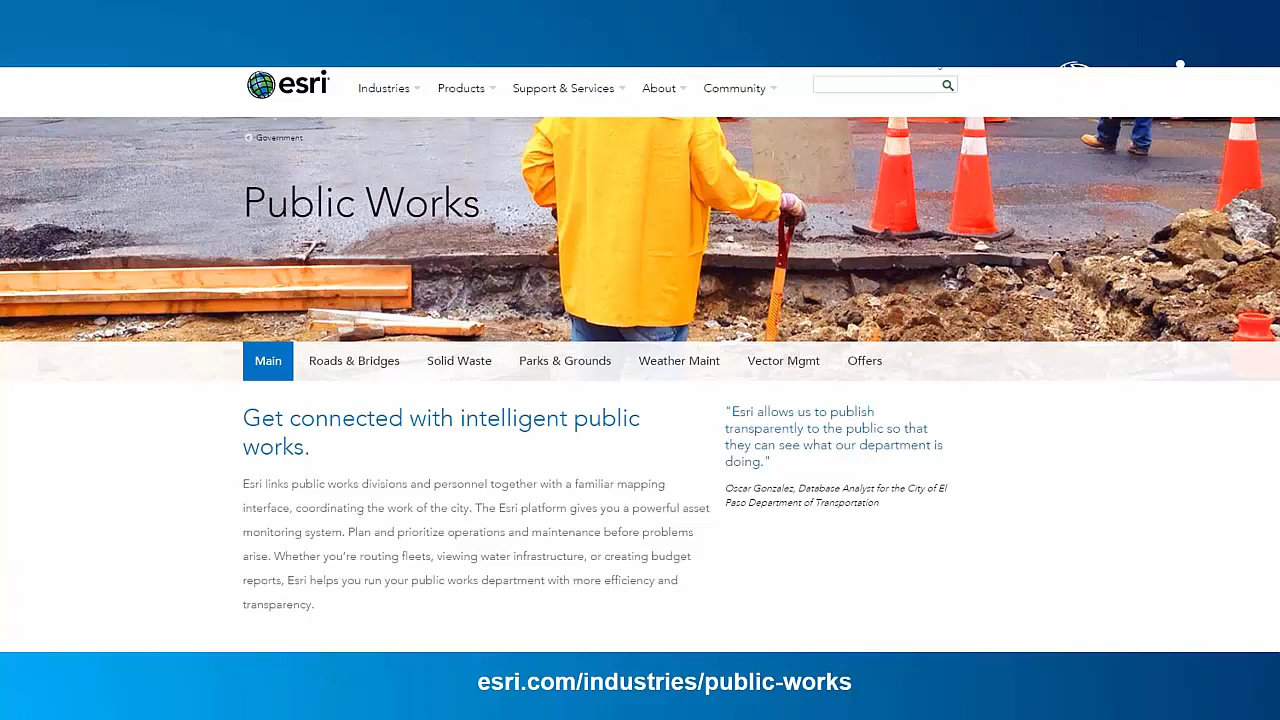 esri
Industries Products Support & Services About Community
Government
Public Works
Main Roads & Bridges Solid Waste Parks & Grounds Weather Maint Vector Mgmt Offers
Get connected with intelligent public
works.
Esri links public works divisions and personnel together with a familiar mapping
interface, coordinating the work of the city. The Esri platform gives you a powerful asset
monitoring system. Plan and prioritize operations and maintenance before problems
arise. Whether you're routing fleets, viewing water infrastructure, or creating budget
reports, Esri helps you run your public works department with more efficiency and
transparency.
"Esri allows us to publish
transparently to the public so that
they can see what our department is
doing."
Oscar Gonzalez, Database Analyst for the City of El
Paso Department of Transportation
esri.com/industries/public-works